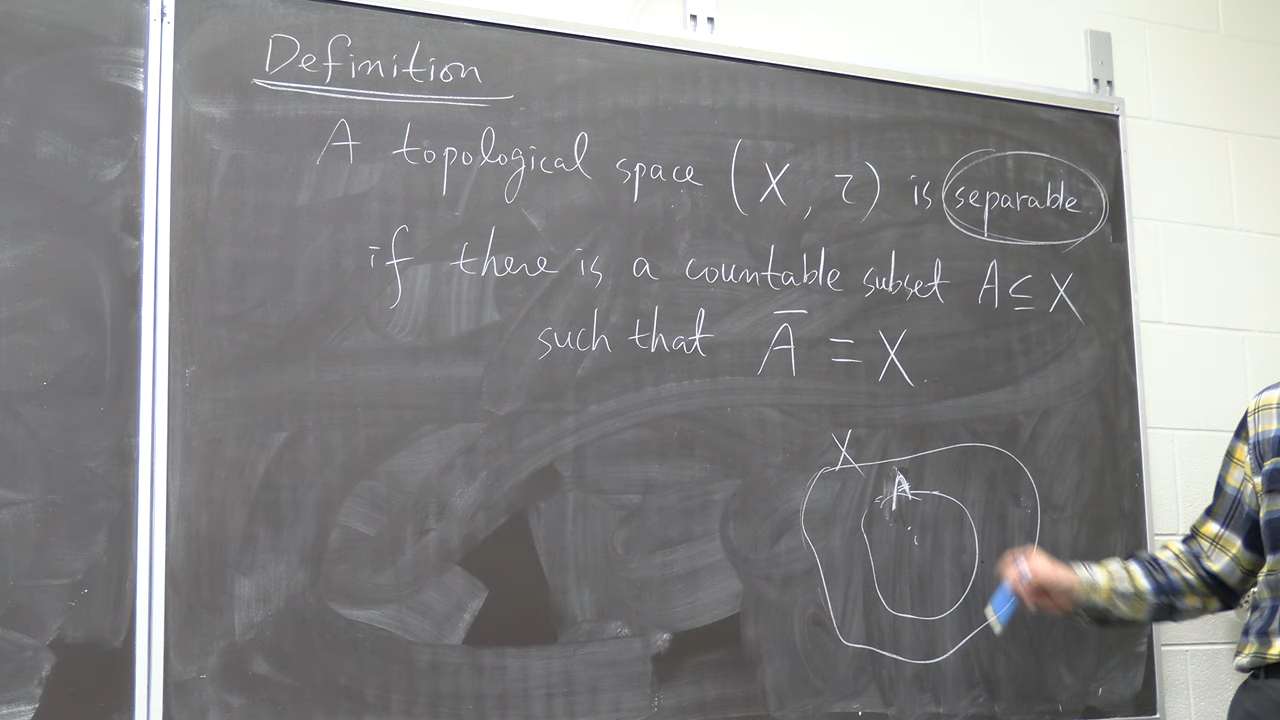 Definition
A topological space (X, τ) is separable
if there is a countable subset A ⊆ X
such that A̅ = X.
X
A